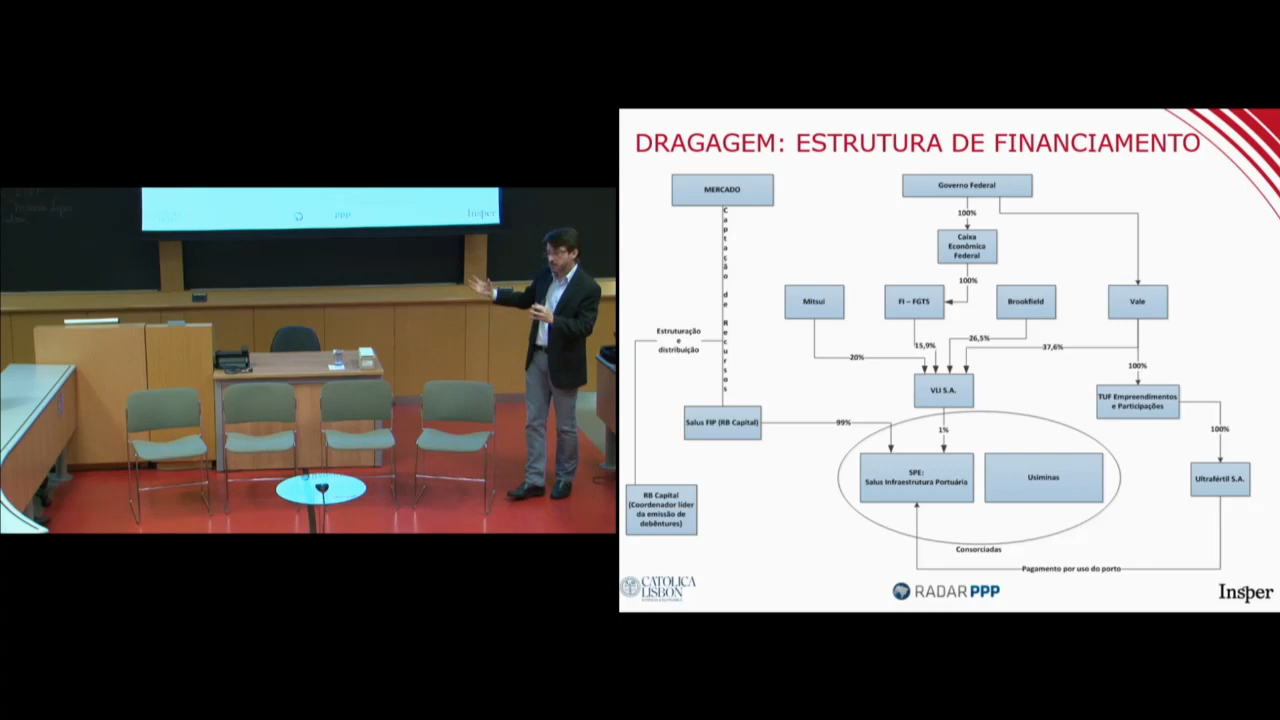 Insper
PPP
DRAGAGEM: ESTRUTURA DE FINANCIAMENTO
MERCADO
Governo Federal
Captação de Recursos
100%
Caixa
Econômica
Federal
100%
Mitsui
FI – FGTS
Brookfield
Vale
Estruturação
e
distribuição
15,9%
26,5%
37,6%
20%
100%
VLI S.A.
TUF Empreendimentos
e Participações
Salus FIP (RB Capital)
99%
1%
100%
SPE:
Salus Infraestrutura Portuária
Usiminas
Ultrafértil S.A.
RB Capital
(Coordenador líder
da emissão de
debêntures)
Consorciadas
Pagamento por uso do porto
CATOLICA
LISBON
RADAR PPP
Insper